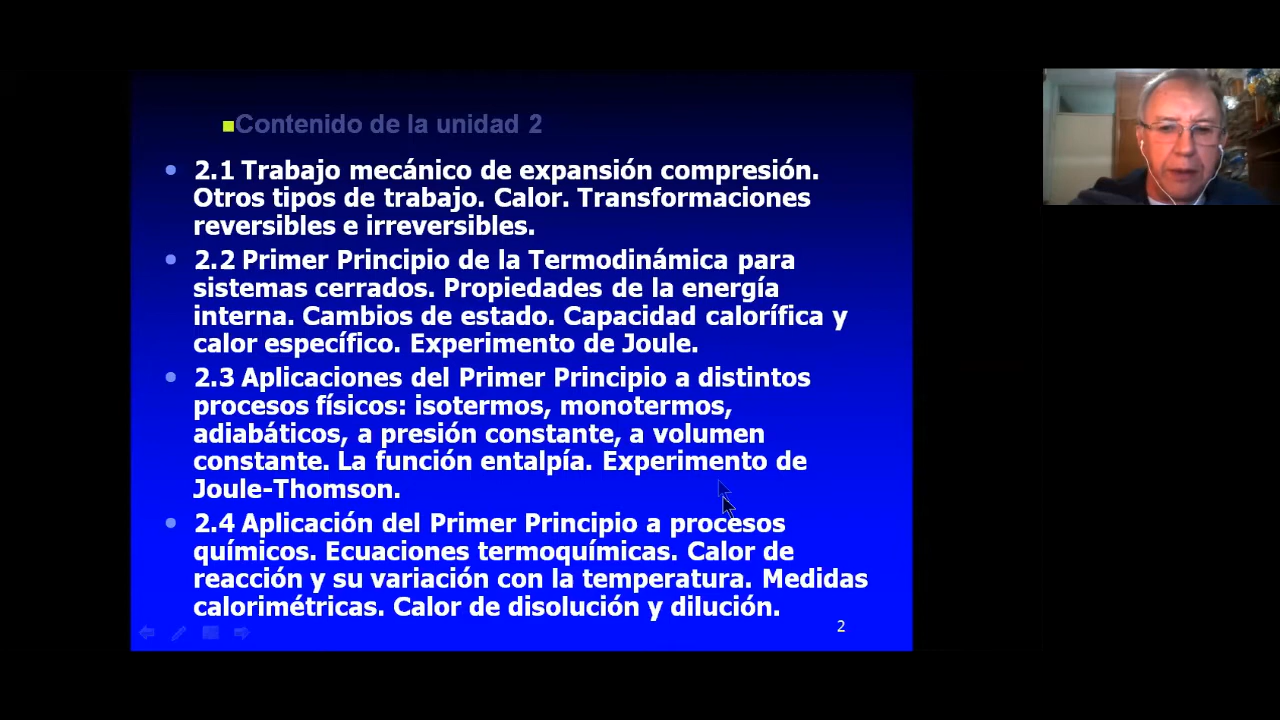 Contenido de la unidad 2
2.1 Trabajo mecánico de expansión compresión.
Otros tipos de trabajo. Calor. Transformaciones
reversibles e irreversibles.
2.2 Primer Principio de la Termodinámica para
sistemas cerrados. Propiedades de la energía
interna. Cambios de estado. Capacidad calorífica y
calor específico. Experimento de Joule.
2.3 Aplicaciones del Primer Principio a distintos
procesos físicos: isotermos, monotermos,
adiabáticos, a presión constante, a volumen
constante. La función entalpía. Experimento de
Joule-Thomson.
2.4 Aplicación del Primer Principio a procesos
químicos. Ecuaciones termoquímicas. Calor de
reacción y su variación con la temperatura. Medidas
calorimétricas. Calor de disolución y dilución.
2